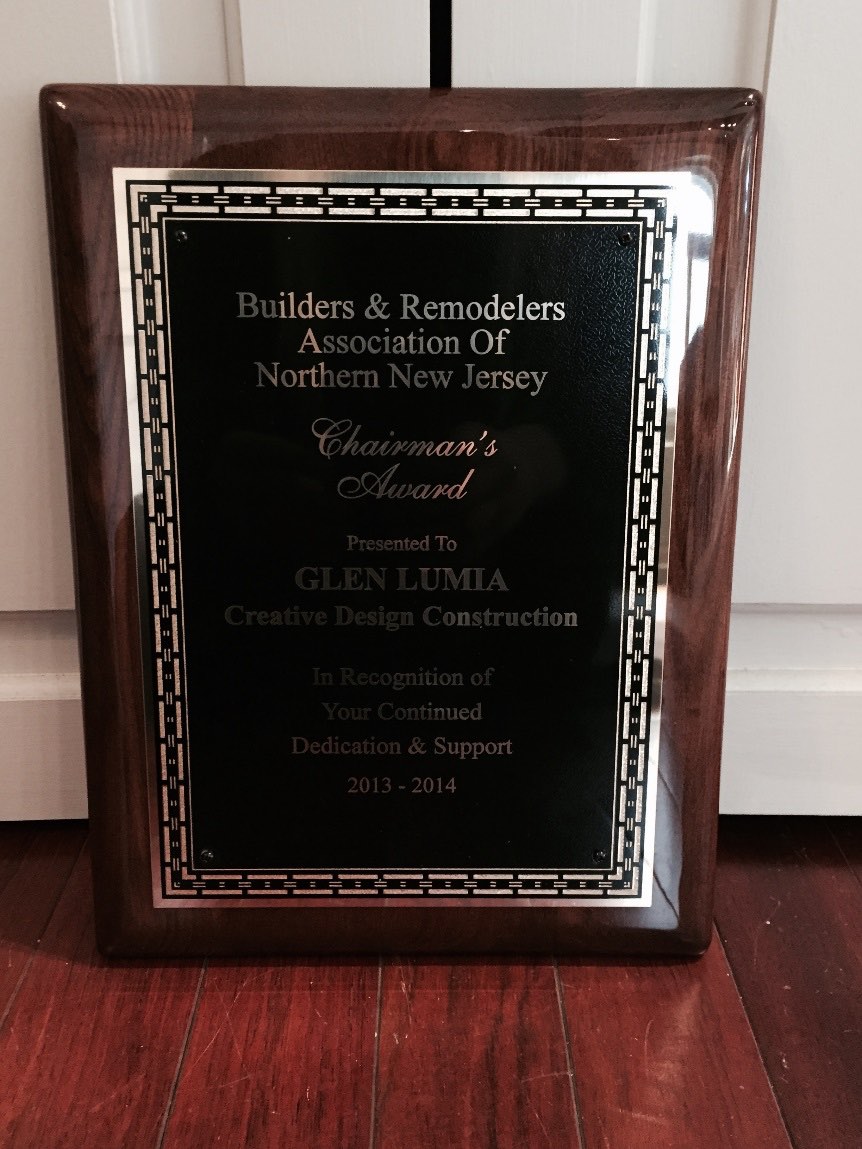 Builders & Remodelers
Association Of
Northern New Jersey
Chairman's
Award
Presented To
GLEN LUMIA
Creative Design Construction
In Recognition of
Your Continued
Dedication & Support
2013 - 2014